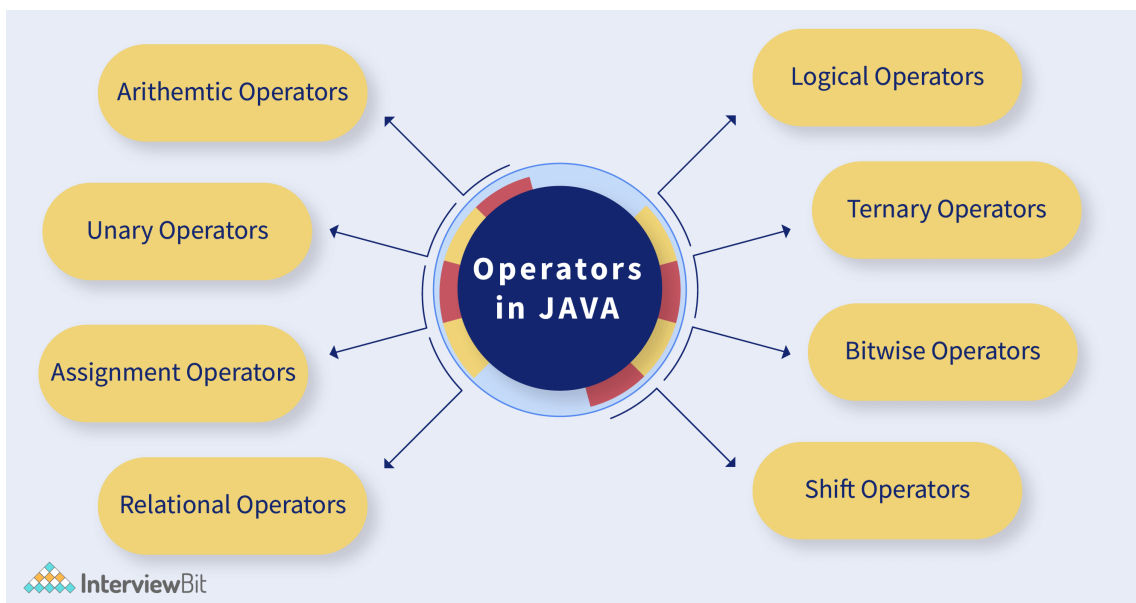 Arithemtic Operators
Unary Operators
Assignment Operators
Relational Operators
Operators
in JAVA
Logical Operators
Ternary Operators
Bitwise Operators
Shift Operators
InterviewBit